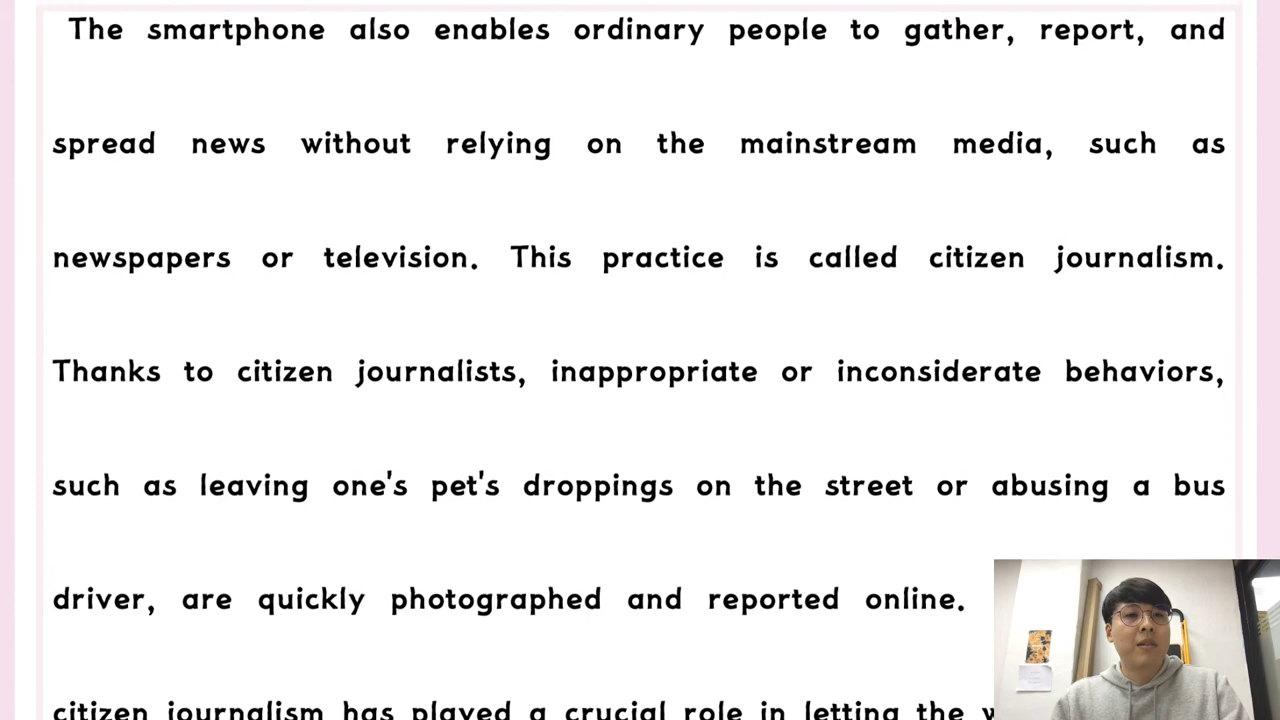 The smartphone also enables ordinary people to gather, report, and
spread news without relying on the mainstream media, such as
newspapers or television. This practice is called citizen journalism.
Thanks to citizen journalists, inappropriate or inconsiderate behaviors,
such as leaving one's pet's droppings on the street or abusing a bus
driver, are quickly photographed and reported online.
citizen journalism has played a crucial role in letting the